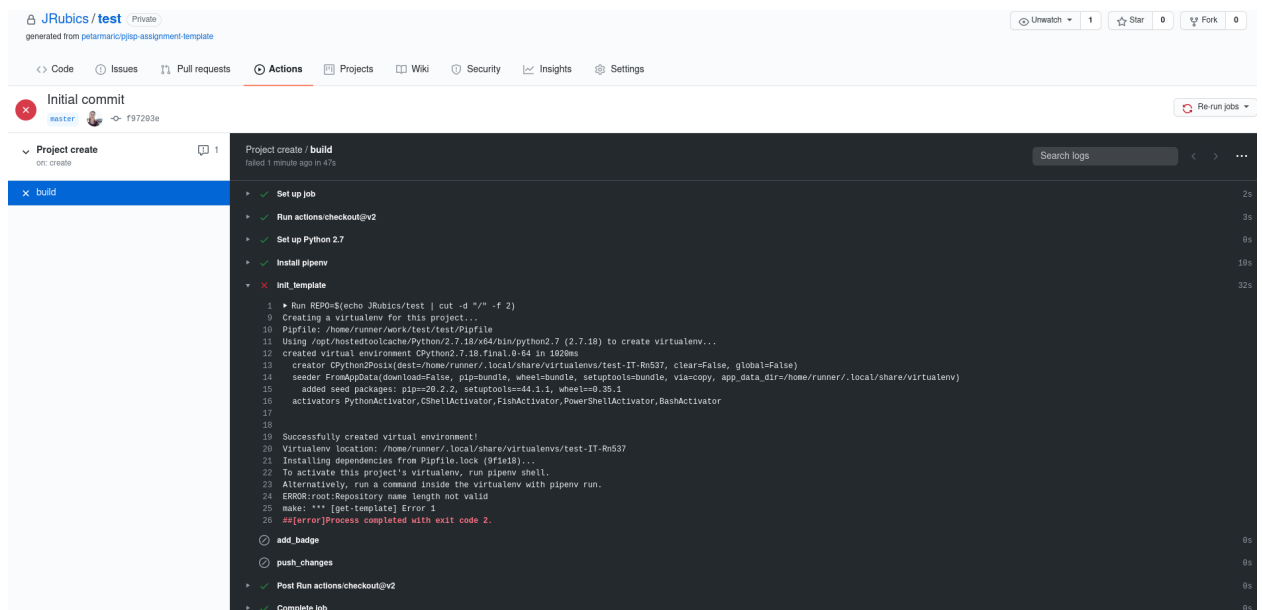 JRubics / test Private
Unwatch 1 Star 0 Fork 0
generated from petarmaric/pjisp-assignment-template
Code Issues Pull requests Actions Projects Wiki Security Insights Settings
Initial commit
master f97203e
Re-run jobs
Project create 1
on: create
build
Project create / build
failed 1 minute ago in 47s
Search logs
Set up job 2s
Run actions/checkout@v2 3s
Set up Python 2.7 0s
Install pipenv 10s
init_template 32s
1 Run REPO=$(echo JRubics/test | cut -d "/" -f 2)
9 Creating a virtualenv for this project...
10 Pipfile: /home/runner/work/test/test/Pipfile
11 Using /opt/hostedtoolcache/Python/2.7.18/x64/bin/python2.7 (2.7.18) to create virtualenv...
12 created virtual environment CPython2.7.18.final.0-64 in 1020ms
13 creator CPython2Posix(dest=/home/runner/.local/share/virtualenvs/test-IT-Rn537, clear=False, global=False)
14 seeder FromAppData(download=False, pip=bundle, wheel=bundle, setuptools=bundle, via=copy, app_data_dir=/home/runner/.local/share/virtualenv)
15 added seed packages: pip==20.2.2, setuptools==44.1.1, wheel==0.35.1
16 activators PythonActivator,CShellActivator,FishActivator,PowerShellActivator,BashActivator
17
18
19 Successfully created virtual environment!
20 Virtualenv location: /home/runner/.local/share/virtualenvs/test-IT-Rn537
21 Installing dependencies from Pipfile.lock (9f1e18)...
22 To activate this project's virtualenv, run pipenv shell.
23 Alternatively, run a command inside the virtualenv with pipenv run.
24 ERROR:root:Repository name length not valid
25 make: *** [get-template] Error 1
26 ##[error]Process completed with exit code 2.
add_badge 0s
push_changes 0s
Post Run actions/checkout@v2 0s
Complete job 0s